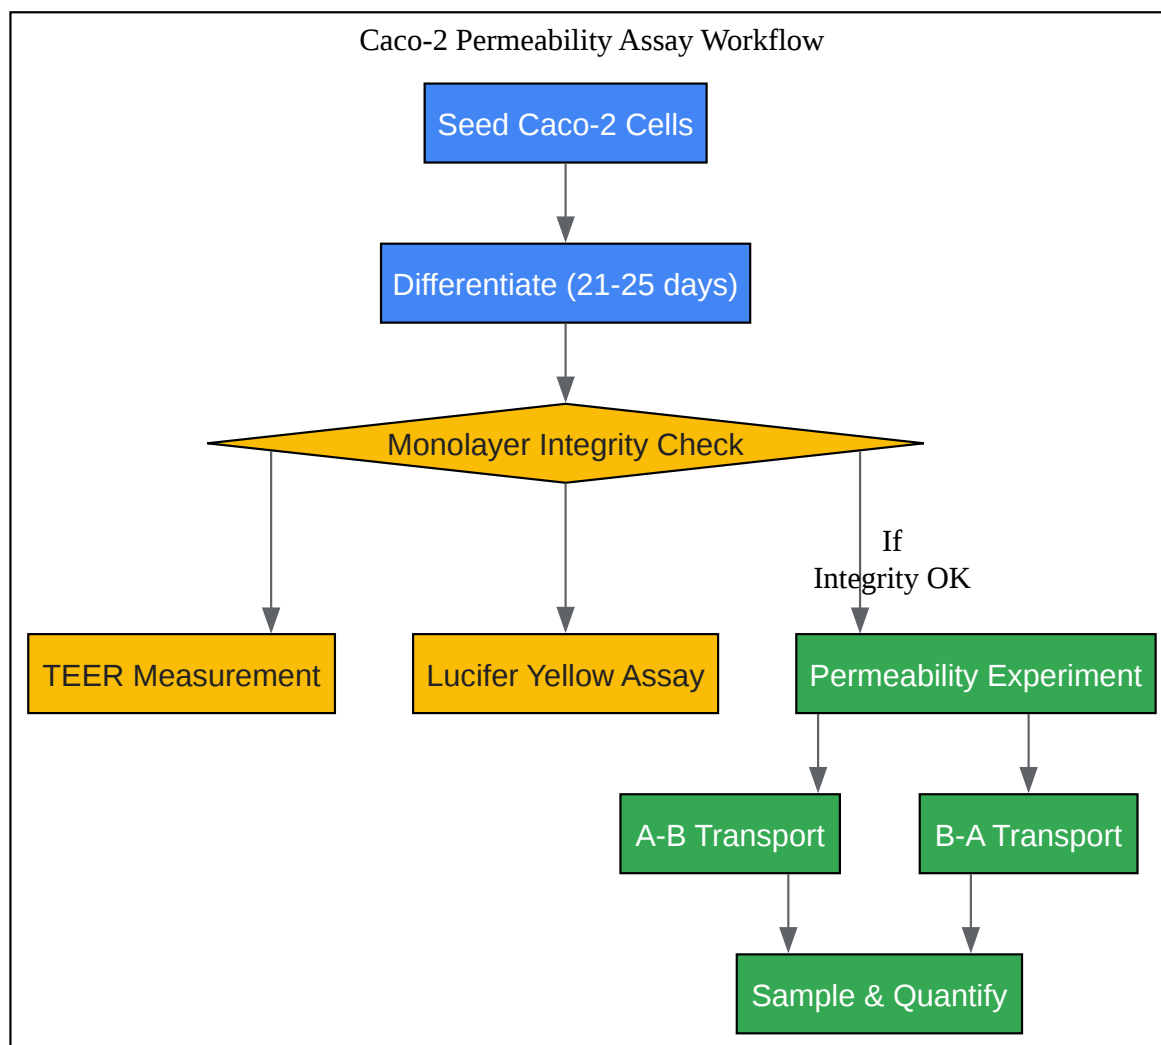 Caco-2 Permeability Assay Workflow
Seed Caco-2 Cells
Differentiate (21-25 days)
Monolayer Integrity Check
If
Integrity OK
TEER Measurement
Lucifer Yellow Assay
Permeability Experiment
A-B Transport
B-A Transport
Sample & Quantify